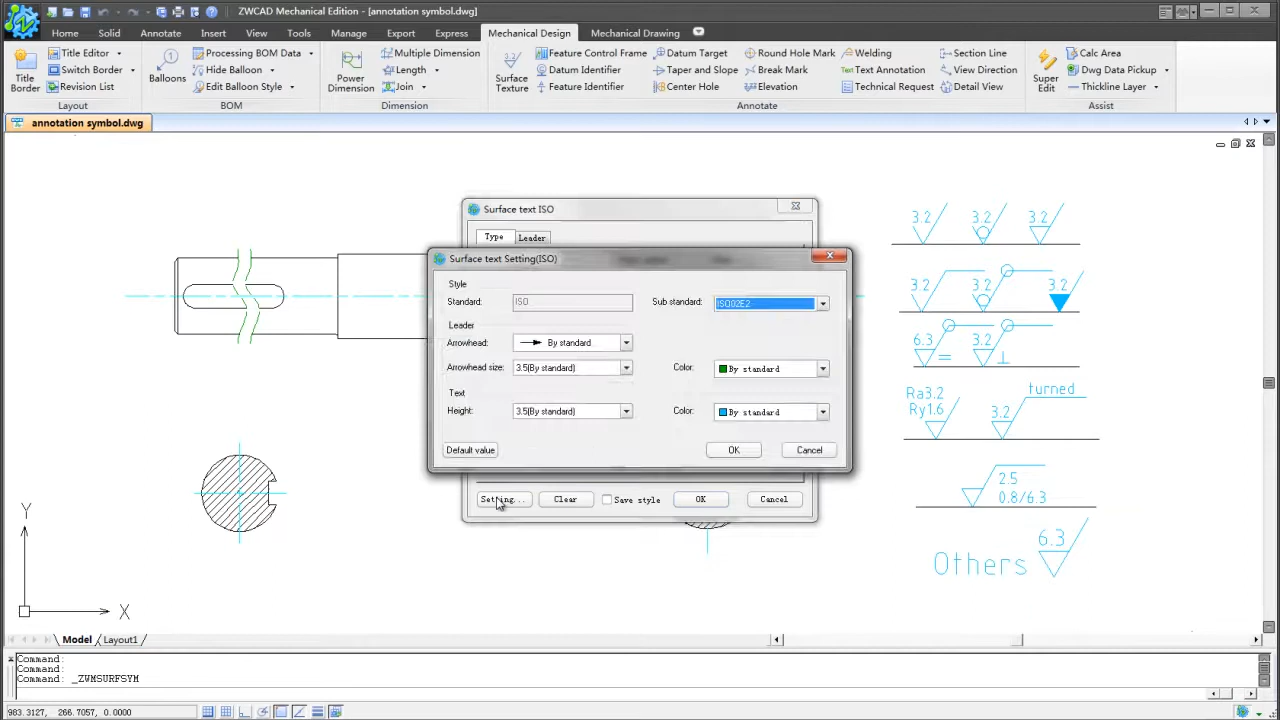 ZWCAD Mechanical Edition - [annotation symbol.dwg]
Home Solid Annotate Insert View Tools Manage Export Express Mechanical Design Mechanical Drawing
Title Editor Processing BOM Data Multiple Dimension Feature Control Frame Datum Target Round Hole Mark Welding Section Line Calc Area
Switch Border Hide Balloon Length Datum Identifier Taper and Slope Break Mark Text Annotation View Direction Dwg Data Pickup
Title Border Revision List Balloons Edit Balloon Style Power Dimension Join Surface Texture Feature Identifier Center Hole Elevation Technical Request Detail View Super Edit Thickline Layer
Layout BOM Dimension Annotate Assist
annotation symbol.dwg
Surface text ISO
Type Leader
Surface text Setting(ISO)
Style
Standard: ISO Sub standard: ISO02E2
Leader
Arrowhead: By standard
Arrowhead size: 3.5(By standard) Color: By standard
Text
Height: 3.5(By standard) Color: By standard
Default value OK Cancel
Setting... Clear Save style OK Cancel
3.2 3.2 3.2
3.2 3.2 3.2
6.3 3.2
Ra3.2
Ry1.6
3.2 turned
2.5
0.8/6.3
Others 6.3
Y
X
Model Layout1
Command:
Command:
Command: _ZWMSURFSYM
983.3127, 266.7057, 0.0000